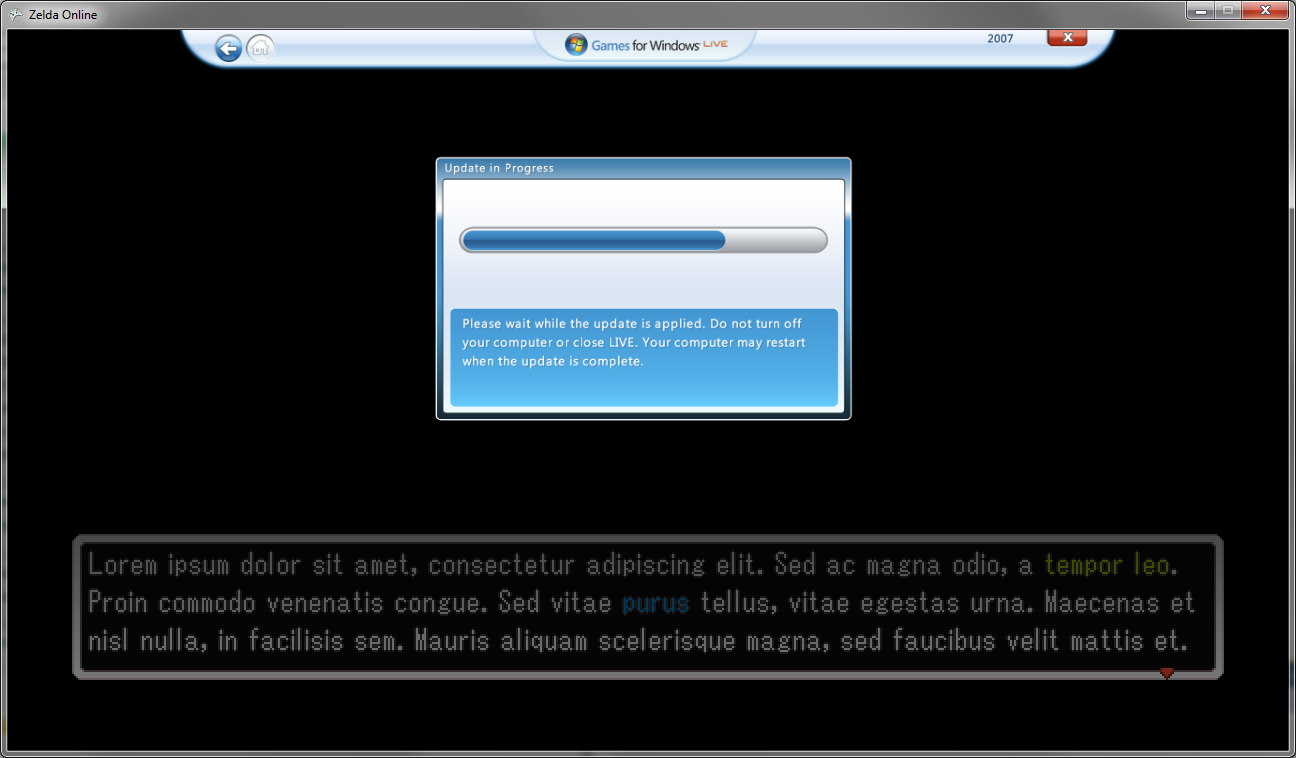 Zelda Online
Games for Windows LIVE
2007
Update in Progress
Please wait while the update is applied. Do not turn off
your computer or close LIVE. Your computer may restart
when the update is complete.
Lorem ipsum dolor sit amet, consectetur adipiscing elit. Sed ac magna odio, a tempor leo.
Proin commodo venenatis congue. Sed vitae purus tellus, vitae egestas urna. Maecenas et
nisl nulla, in facilisis sem. Mauris aliquam scelerisque magna, sed faucibus velit mattis et.